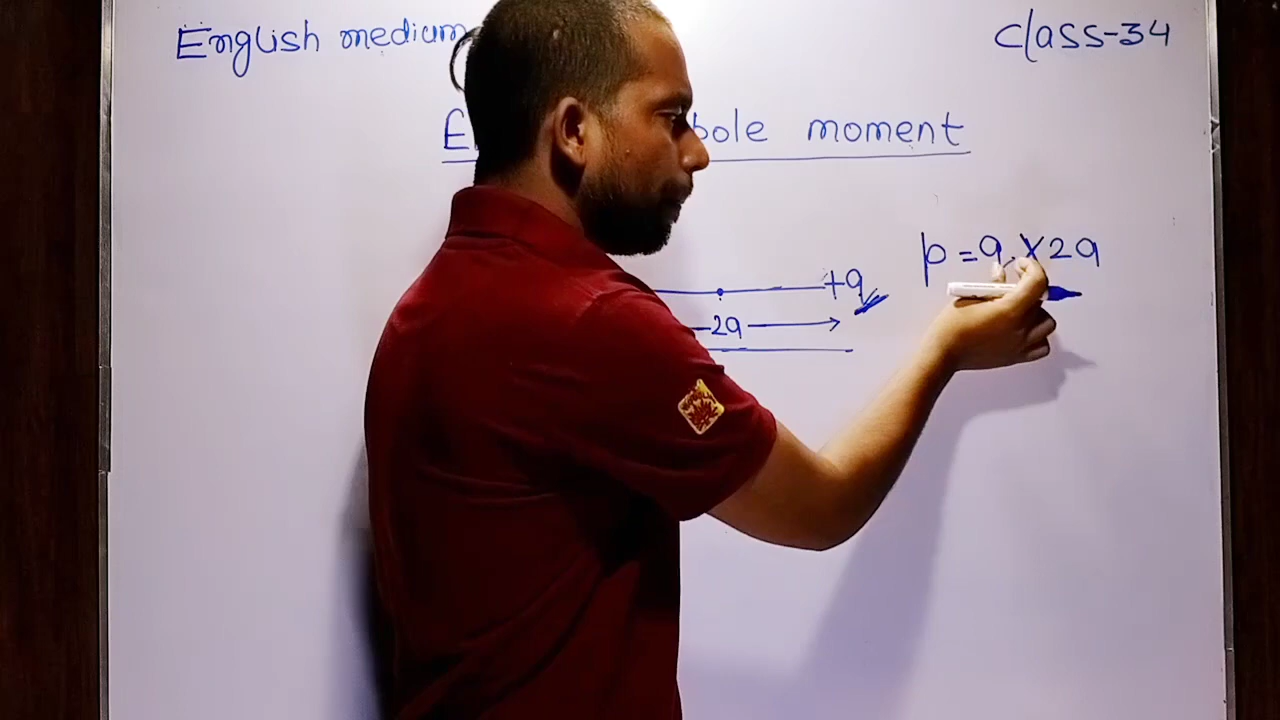 English medium class-34
bole moment
p = q × 2a
+q
2a